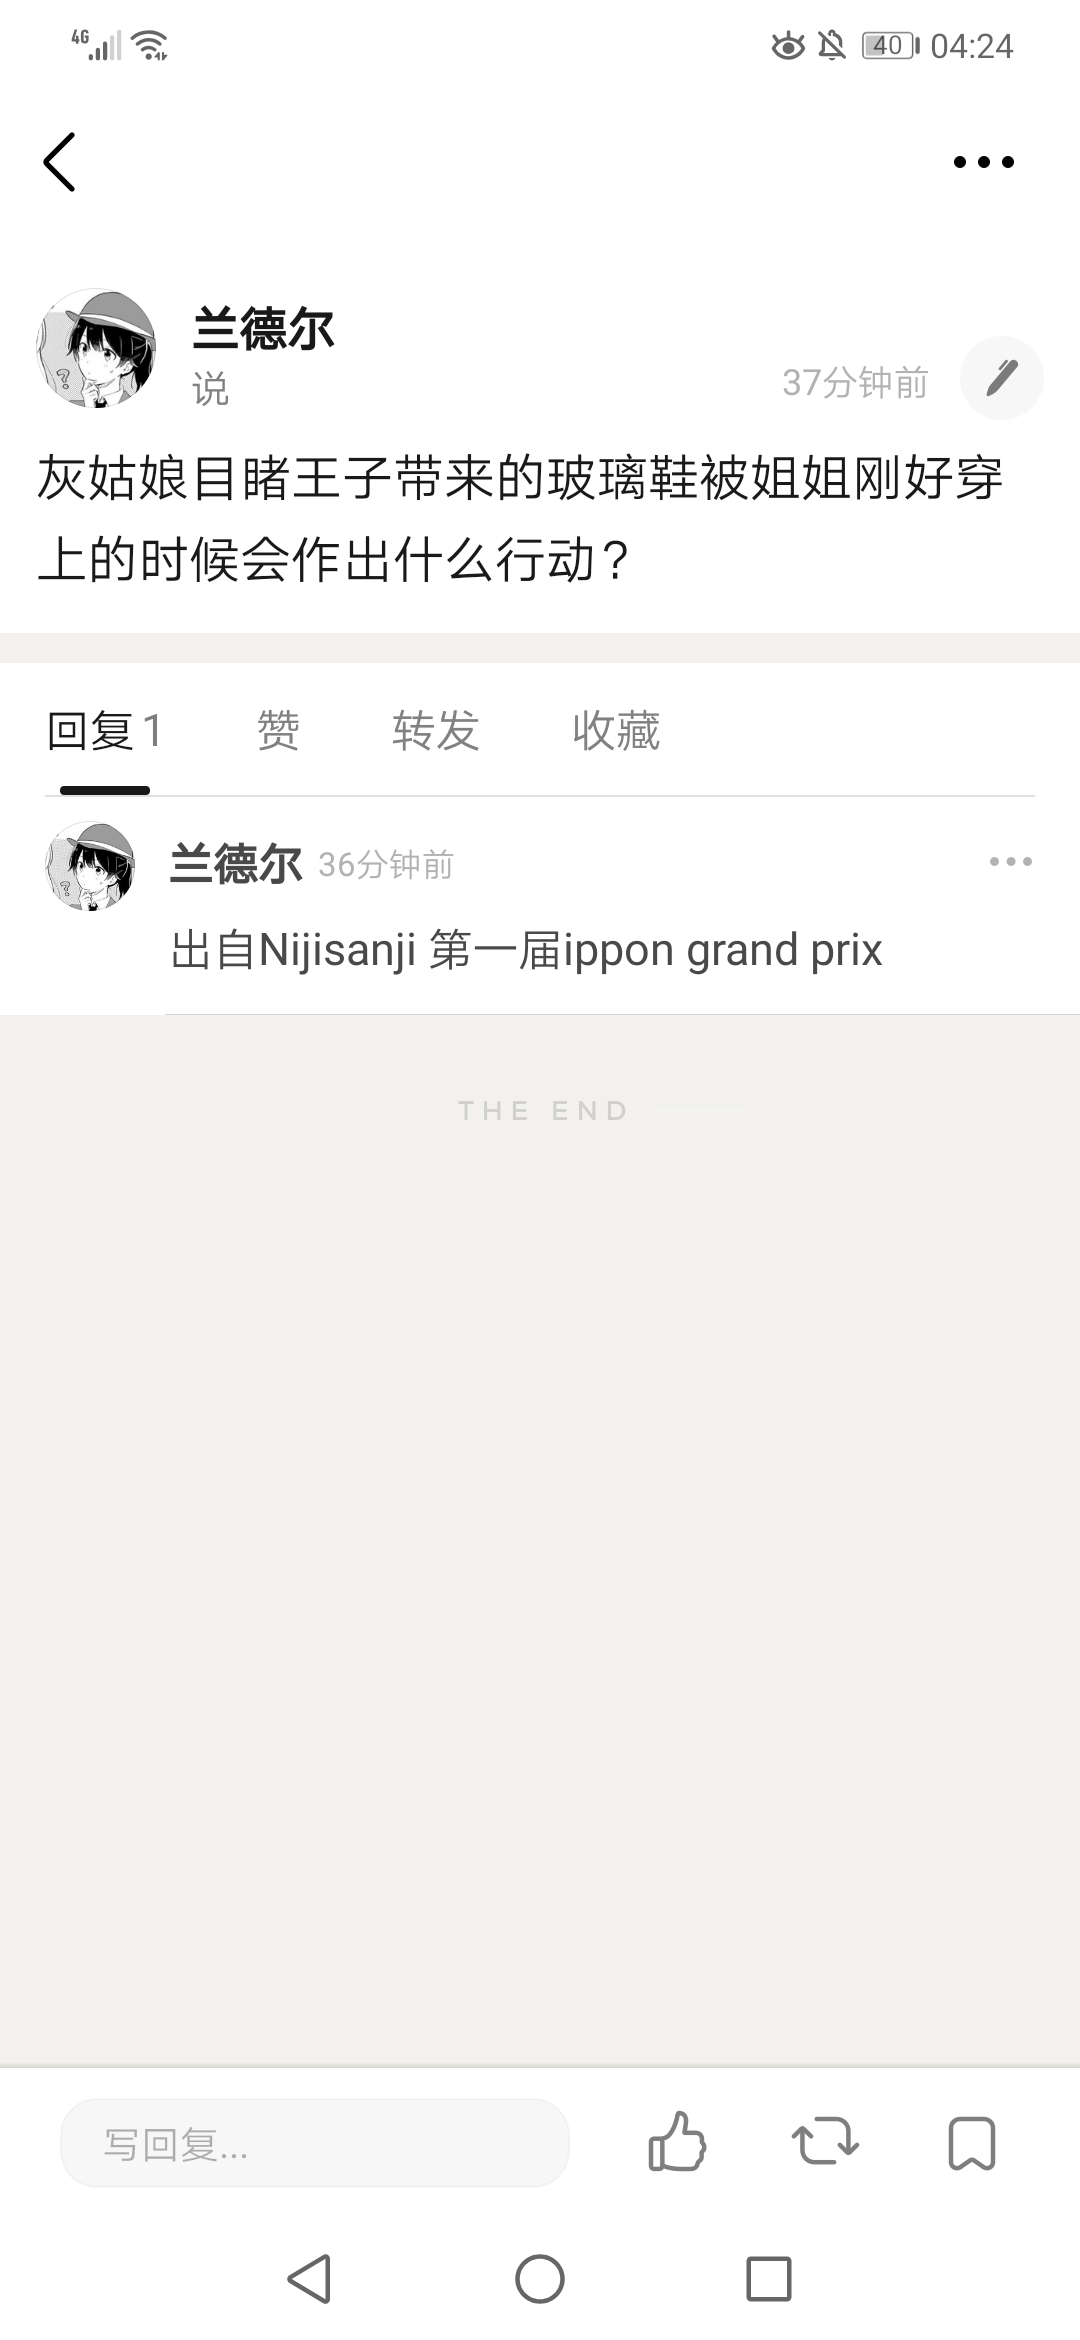 4G 40 04:24
兰德尔
说
37分钟前
灰姑娘目睹王子带来的玻璃鞋被姐姐刚好穿
上的时候会作出什么行动？
回复 1 赞 转发 收藏
兰德尔 36分钟前
出自Nijisanji 第一届ippon grand prix
THE END
写回复...